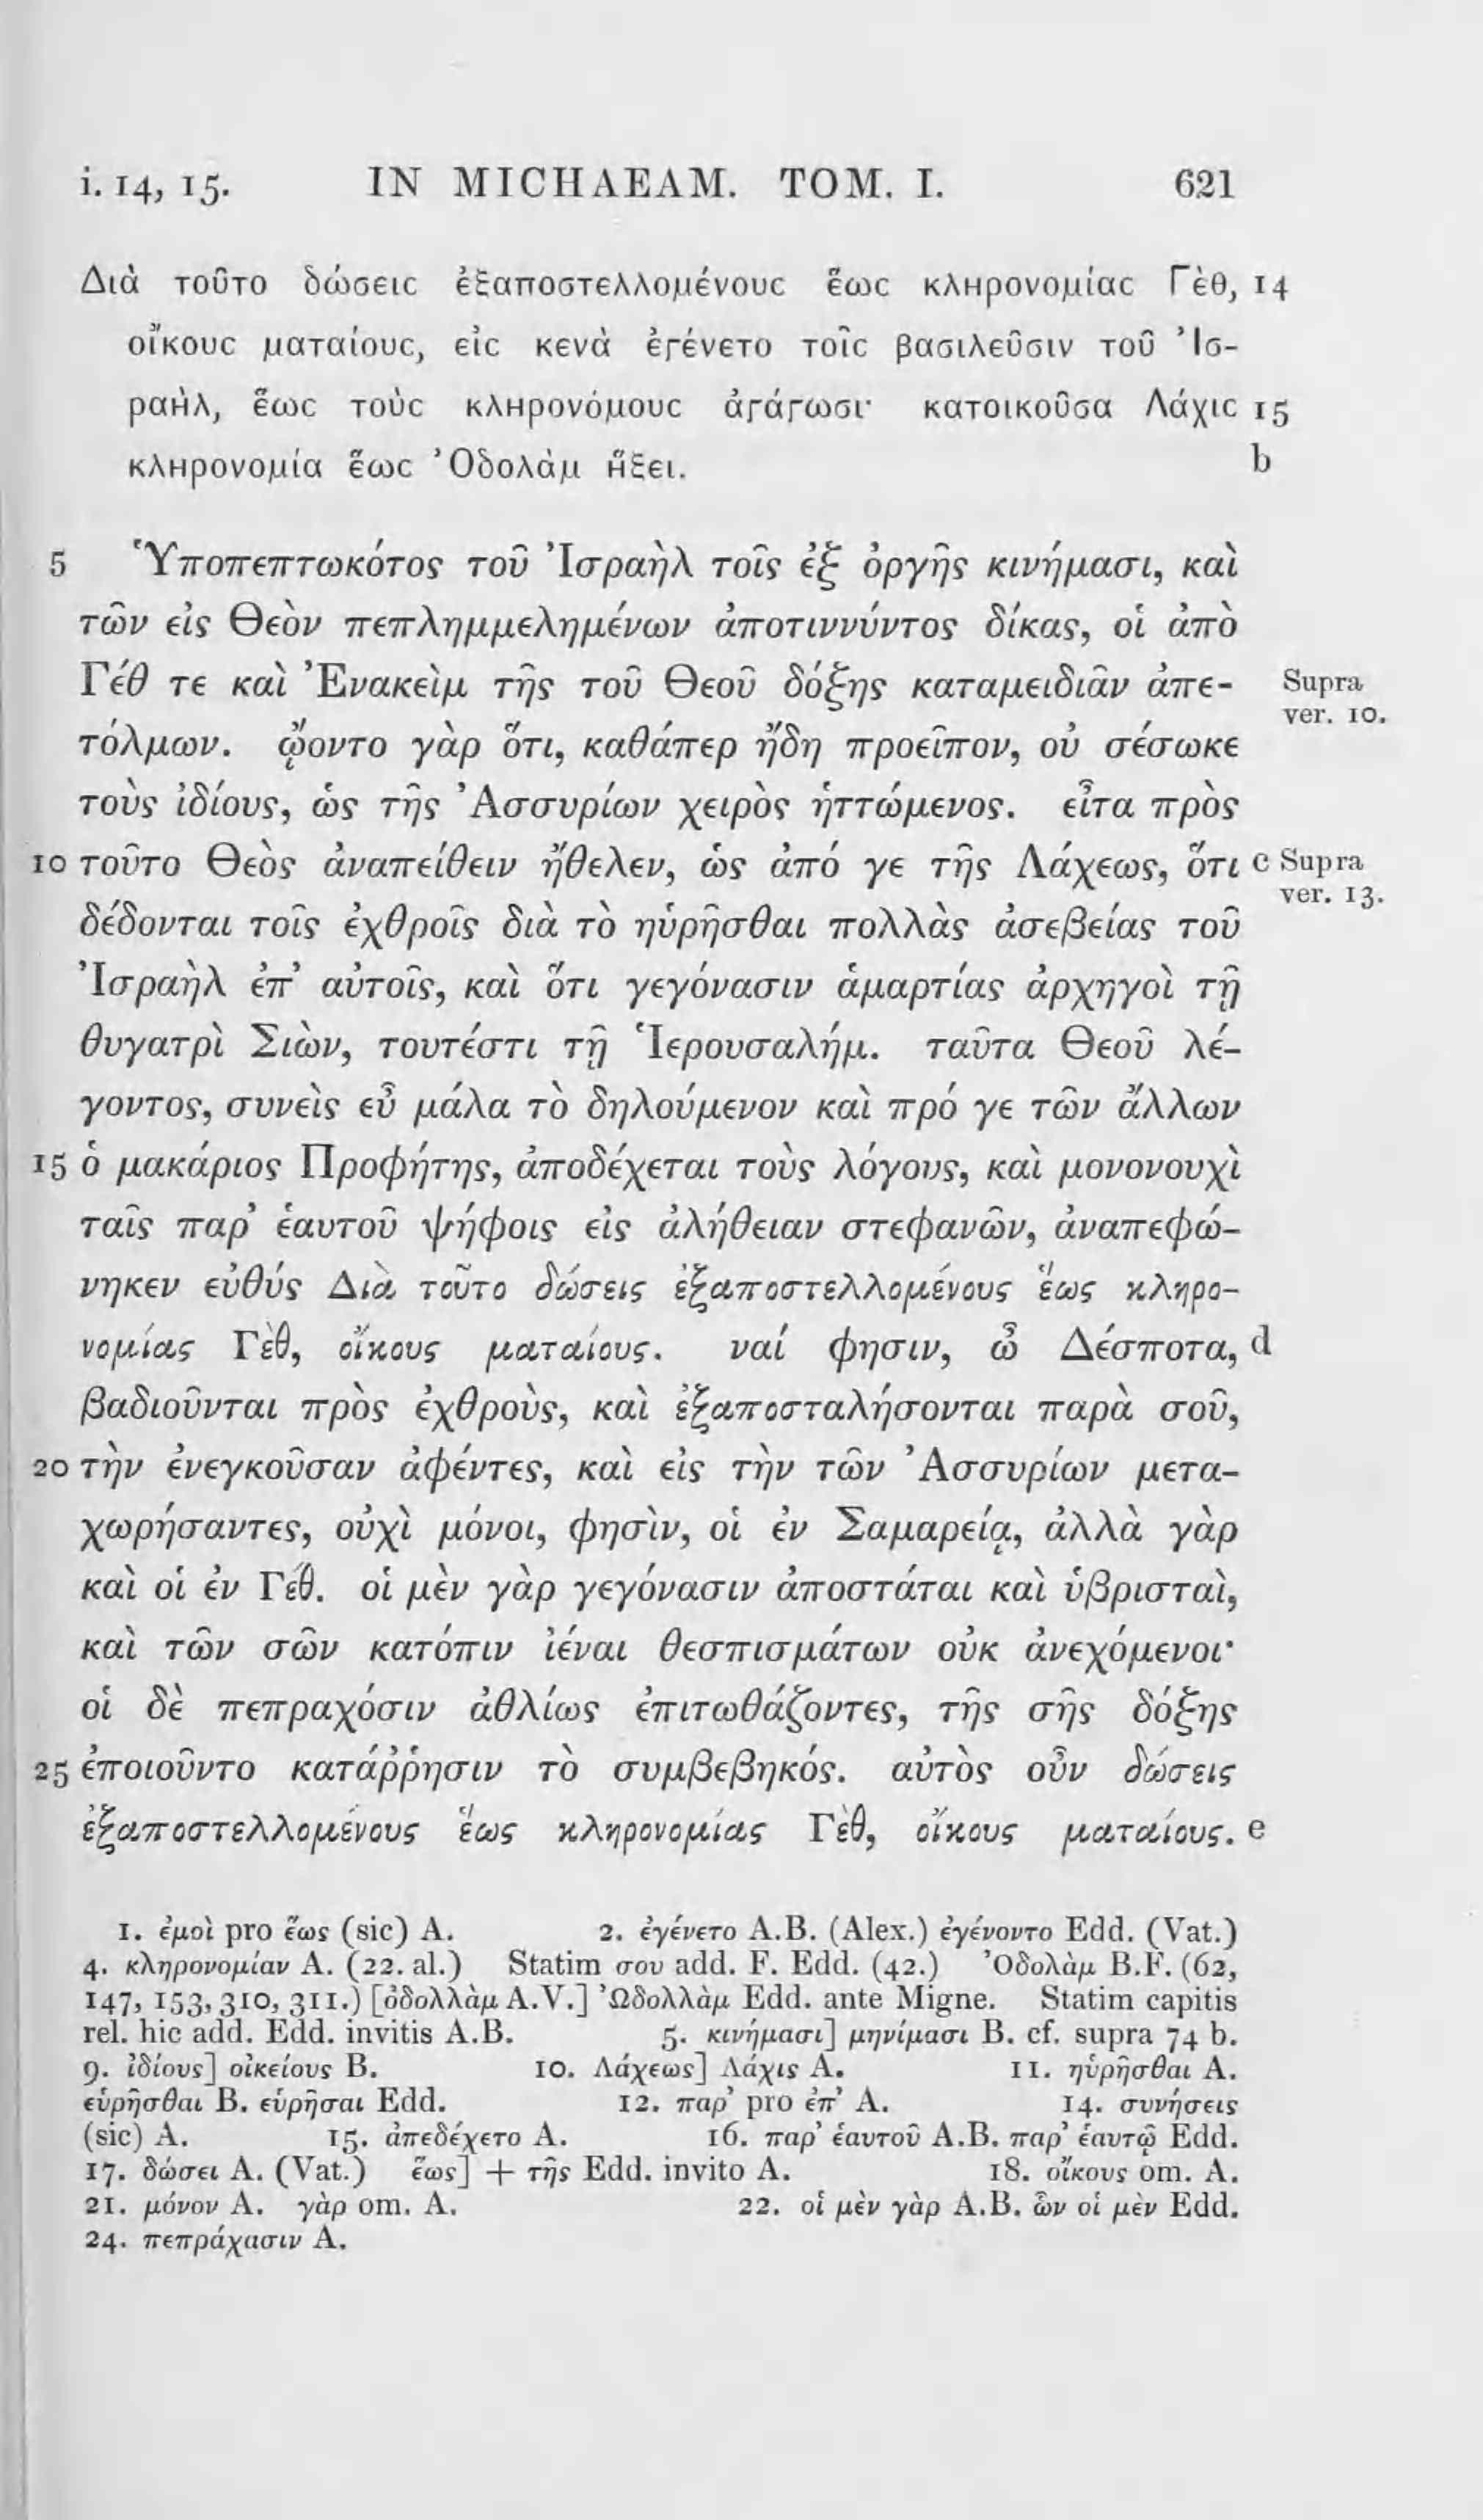 i. 14, 15. IN MICHAEAM. TOM. I. 621
Διὰ τοῦτο δώσεις ἐξαποστελλομένους ἕως κληρονομίας Γὲθ, 14
οἴκους ματαίους, εἰς κενὰ ἐγένετο τοῖς βασιλεῦσιν τοῦ Ἰσ-
ραὴλ, ἕως τοὺς κληρονόμους ἀγάγωσι· κατοικοῦσα Λάχις 15
κληρονομία ἕως Ὀδολὰμ ἥξει. b
5 Ὑποπεπτωκότος τοῦ Ἰσραὴλ τοῖς ἐξ ὀργῆς κινήμασι, καὶ
τῶν εἰς Θεὸν πεπλημμελημένων ἀποτιννύντος δίκας, οἱ ἀπὸ
Γέθ τε καὶ Ἐνακεὶμ τῆς τοῦ Θεοῦ δόξης καταμειδιᾶν ἀπε- Supra
ver. 10.
τόλμων. ᾤοντο γὰρ ὅτι, καθάπερ ἤδη προεῖπον, οὐ σέσωκε
τοὺς ἰδίους, ὡς τῆς Ἀσσυρίων χειρὸς ἡττώμενος. εἶτα πρὸς
10 τοῦτο Θεὸς ἀναπείθειν ἤθελεν, ὡς ἀπό γε τῆς Λάχεως, ὅτι c Supra
ver. 13.
δέδονται τοῖς ἐχθροῖς διὰ τὸ ηὑρῆσθαι πολλὰς ἀσεβείας τοῦ
Ἰσραὴλ ἐπ’ αὐτοῖς, καὶ ὅτι γεγόνασιν ἁμαρτίας ἀρχηγοὶ τῇ
θυγατρὶ Σιὼν, τουτέστι τῇ Ἱερουσαλήμ. ταῦτα Θεοῦ λέ-
γοντος, συνεὶς εὖ μάλα τὸ δηλούμενον καὶ πρό γε τῶν ἄλλων
15 ὁ μακάριος Προφήτης, ἀποδέχεται τοὺς λόγους, καὶ μονονουχὶ
ταῖς παρ’ ἑαυτοῦ ψήφοις εἰς ἀλήθειαν στεφανῶν, ἀναπεφώ-
νηκεν εὐθύς Διὰ τοῦτο δώσεις ἐξαποστελλομένους ἕως κληρο-
νομίας Γὲθ, οἴκους ματαίους. ναί φησιν, ὦ Δέσποτα, d
βαδιοῦνται πρὸς ἐχθροὺς, καὶ ἐξαποσταλήσονται παρὰ σοῦ,
20 τὴν ἐνεγκοῦσαν ἀφέντες, καὶ εἰς τὴν τῶν Ἀσσυρίων μετα-
χωρήσαντες, οὐχὶ μόνοι, φησὶν, οἱ ἐν Σαμαρείᾳ, ἀλλὰ γὰρ
καὶ οἱ ἐν Γέθ. οἱ μὲν γὰρ γεγόνασιν ἀποστάται καὶ ὑβρισταὶ,
καὶ τῶν σῶν κατόπιν ἰέναι θεσπισμάτων οὐκ ἀνεχόμενοι·
οἱ δὲ πεπραχόσιν ἀθλίως ἐπιτωθάζοντες, τῆς σῆς δόξης
25 ἐποιοῦντο κατάῤῥησιν τὸ συμβεβηκός. αὐτὸς οὖν δώσεις
ἐξαποστελλομένους ἕως κληρονομίας Γὲθ, οἴκους ματαίους. e
1. ἐμοὶ pro ἕως (sic) A. 2. ἐγένετο A.B. (Alex.) ἐγένοντο Edd. (Vat.)
4. κληρονομίαν A. (22. al.) Statim σου add. F. Edd. (42.) Ὀδολὰμ B.F. (62,
147, 153, 310, 311.) [ὀδολλὰμ A.V.] Ὠδολλὰμ Edd. ante Migne. Statim capitis
rel. hic add. Edd. invitis A.B. 5. κινήμασι] μηνίμασι B. cf. supra 74 b.
9. ἰδίους] οἰκείους B. 10. Λάχεως] Λάχις A. 11. ηὑρῆσθαι A.
εὑρῆσθαι B. εὑρῆσαι Edd. 12. παρ’ pro ἐπ’ A. 14. συνήσεις
(sic) A. 15. ἀπεδέχετο A. 16. παρ’ ἑαυτοῦ A.B. παρ’ ἑαυτῷ Edd.
17. δώσει A. (Vat.) ἕως] + τῆς Edd. invito A. 18. οἴκους om. A.
21. μόνον A. γὰρ om. A. 22. οἱ μὲν γὰρ A.B. ὧν οἱ μὲν Edd.
24. πεπράχασιν A.